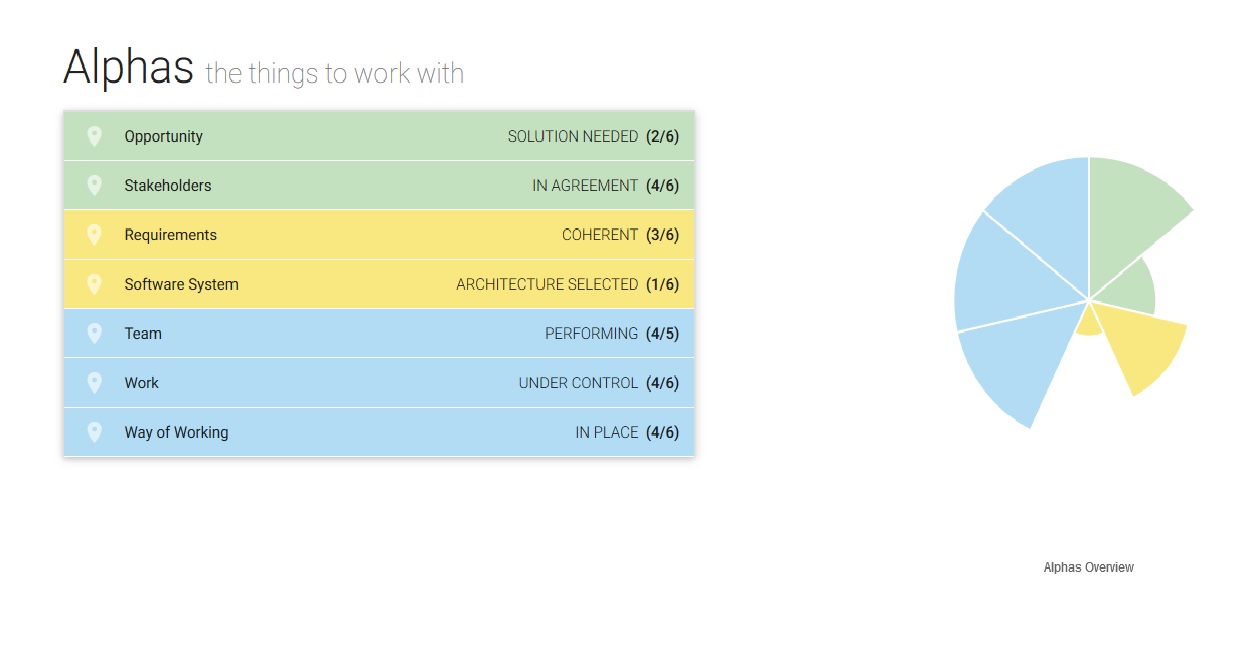 Alphas the things to work with
Opportunity SOLUTION NEEDED (2/6)
Stakeholders IN AGREEMENT (4/6)
Requirements COHERENT (3/6)
Software System ARCHITECTURE SELECTED (1/6)
Team PERFORMING (4/5)
Work UNDER CONTROL (4/6)
Way of Working IN PLACE (4/6)
Alphas Overview